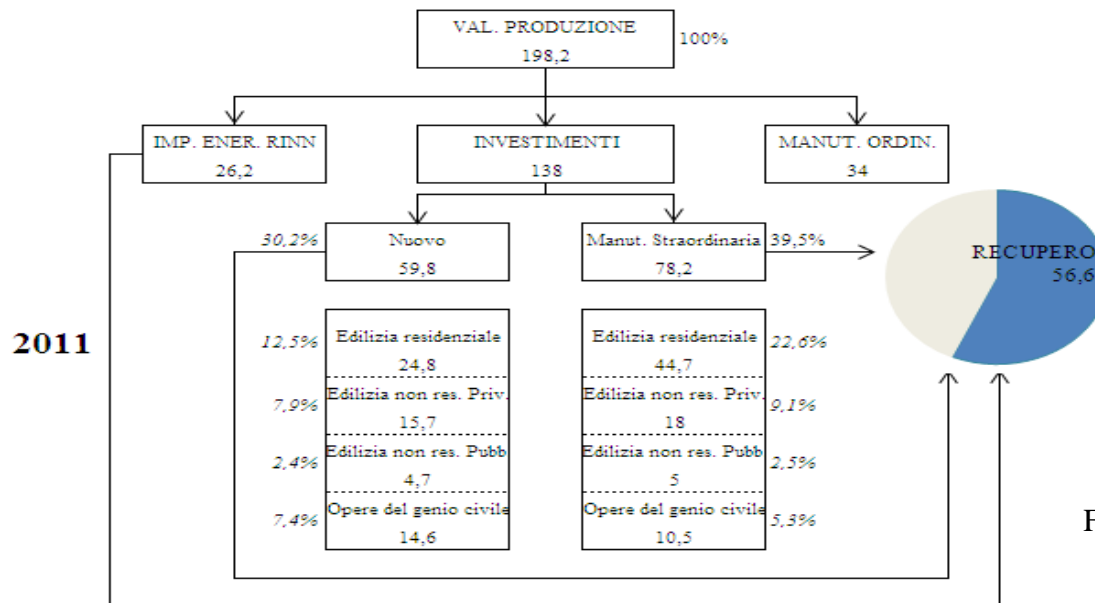 VAL. PRODUZIONE
198,2
100%
IMP. ENER. RINN
26,2
INVESTIMENTI
138
MANUT. ORDIN.
34
30,2%
Nuovo
59,8
Manut. Straordinaria
78,2
39,5%
RECUPERO
56,6
2011
12,5%
Edilizia residenziale
24,8
7,9%
Edilizia non res. Priv.
15,7
2,4%
Edilizia non res. Pubb
4,7
7,4%
Opere del genio civile
14,6
Edilizia residenziale
44,7
22,6%
Edilizia non res. Priv.
18
9,1%
Edilizia non res. Pubb
5
2,5%
Opere del genio civile
10,5
5,3%
F